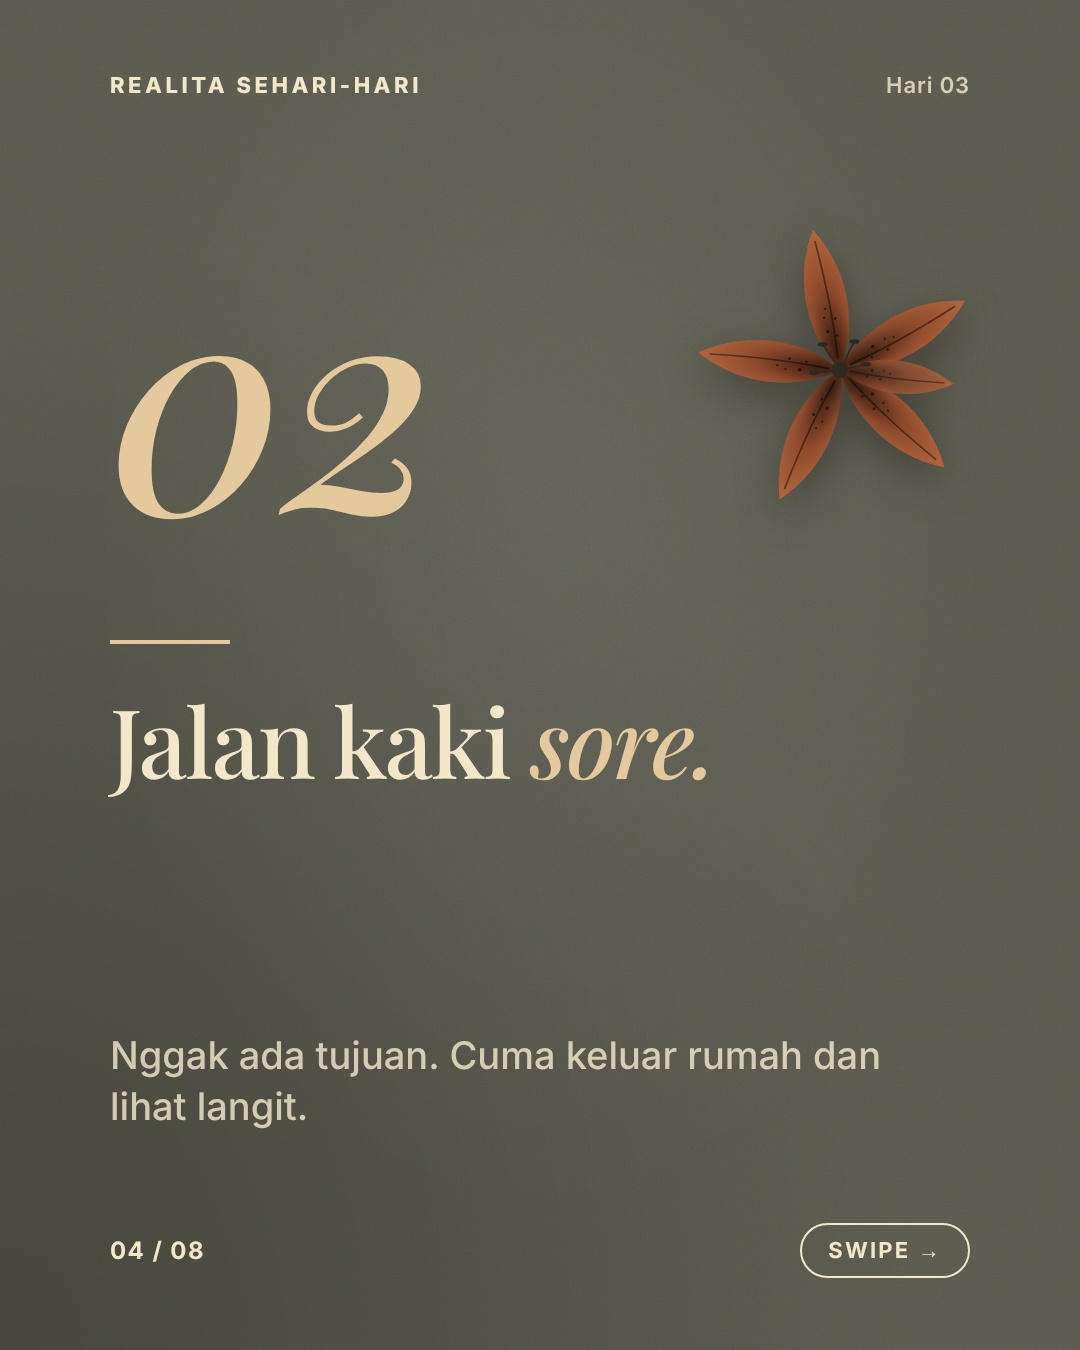 REALITA SEHARI-HARI
Hari 03
02
Jalan kaki sore.
Nggak ada tujuan. Cuma keluar rumah dan
lihat langit.
04 / 08
SWIPE →